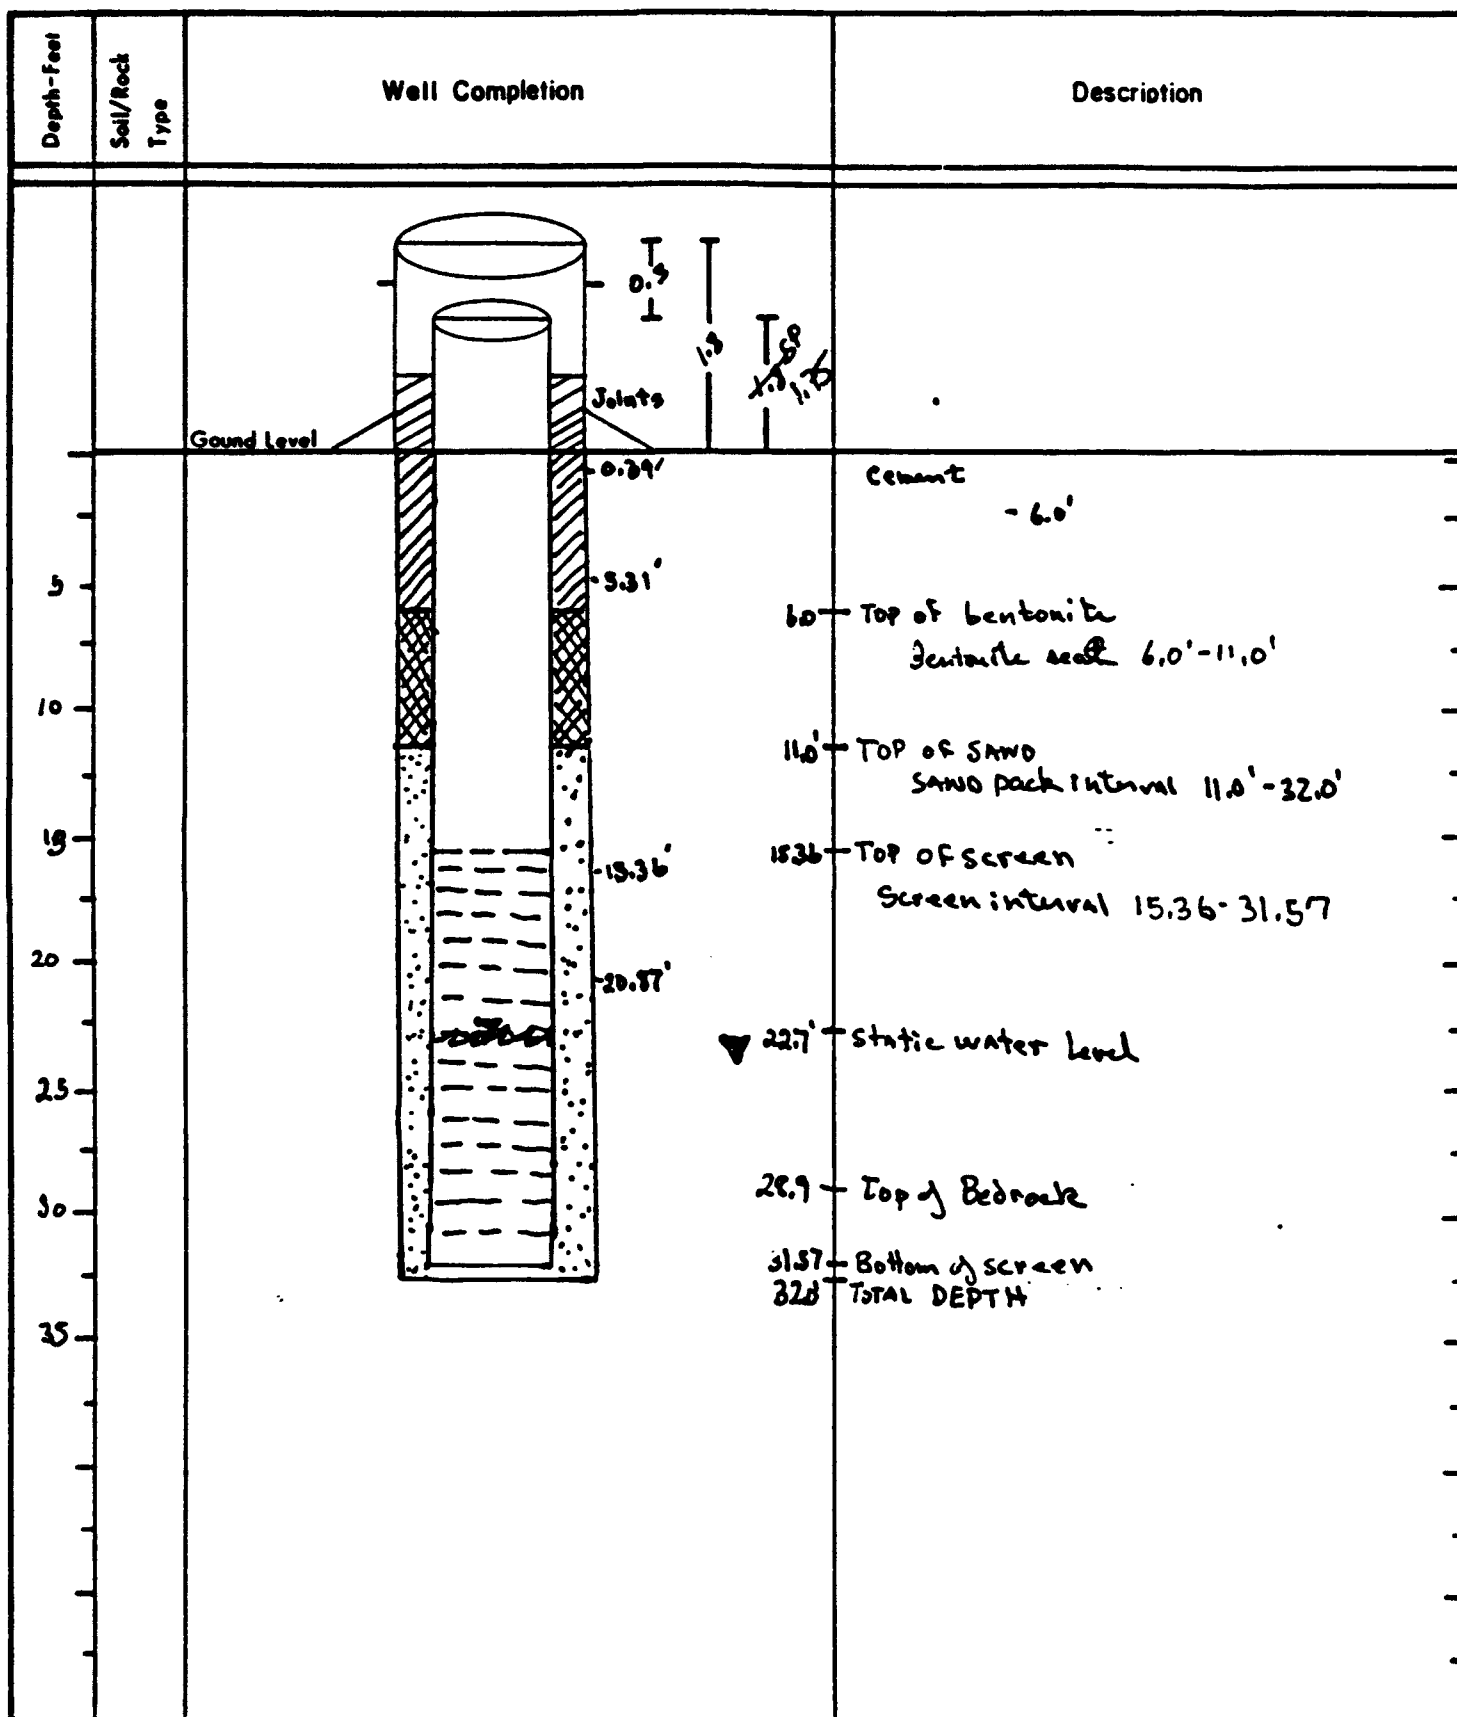 Depth-Feet
Soil/Rock Type
Well Completion
Description
1.8
1.75
Joints
Gound Level
0.39'
Cement
- 6.0'
5
5.31'
6.0 Top of bentonite
Bentonite seal 6.0'-11.0'
10
11.0' TOP OF SAND
SAND pack interval 11.0'-32.0'
15
15.36 Top of screen
15.36'
Screen interval 15.36-31.57
20
20.87'
22.7' Static water Level
25
28.9 Top of Bedrock
30
31.57 Bottom of screen
32.0 TOTAL DEPTH
35